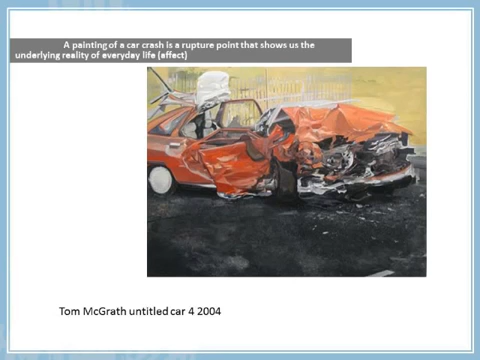 A painting of a car crash is a rupture point that shows us the
underlying reality of everyday life (affect)
Tom McGrath untitled car 4 2004